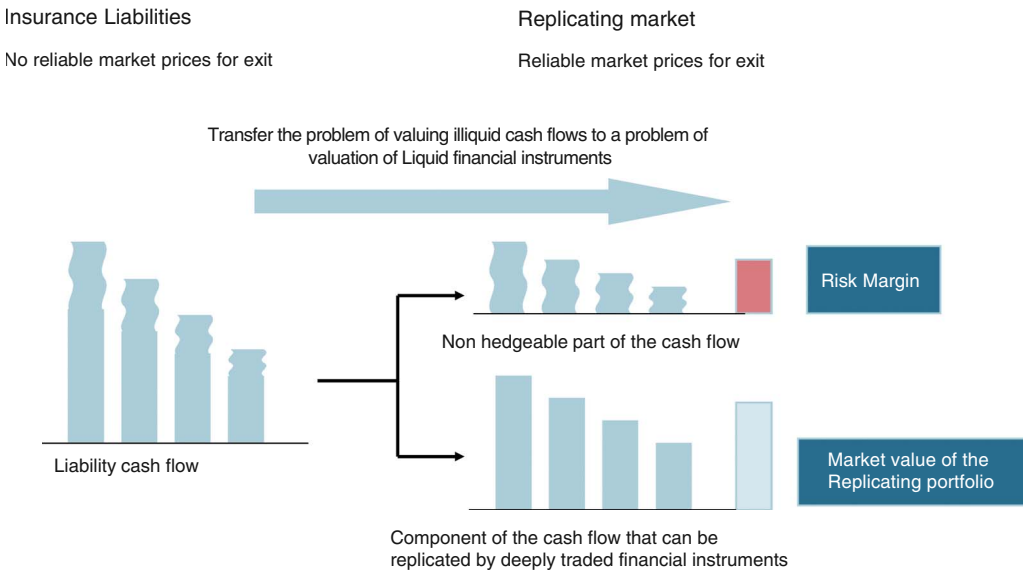 Insurance Liabilities
Replicating market
No reliable market prices for exit
Reliable market prices for exit
Transfer the problem of valuing illiquid cash flows to a problem of
valuation of Liquid financial instruments
Risk Margin
Non hedgeable part of the cash flow
Liability cash flow
Market value of the
Replicating portfolio
Component of the cash flow that can be
replicated by deeply traded financial instruments